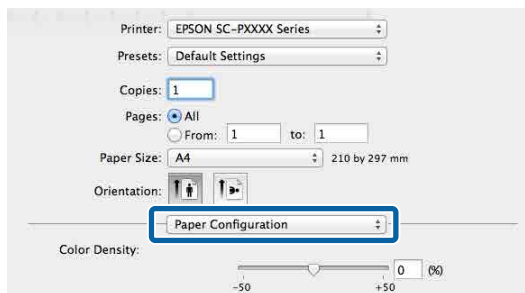 Printer: EPSON SC-PXXXX Series
Presets: Default Settings
Copies: 1
Pages: All
From: 1 to: 1
Paper Size: A4 210 by 297 mm
Orientation:
Paper Configuration
Color Density:
0 (%)
-50 +50